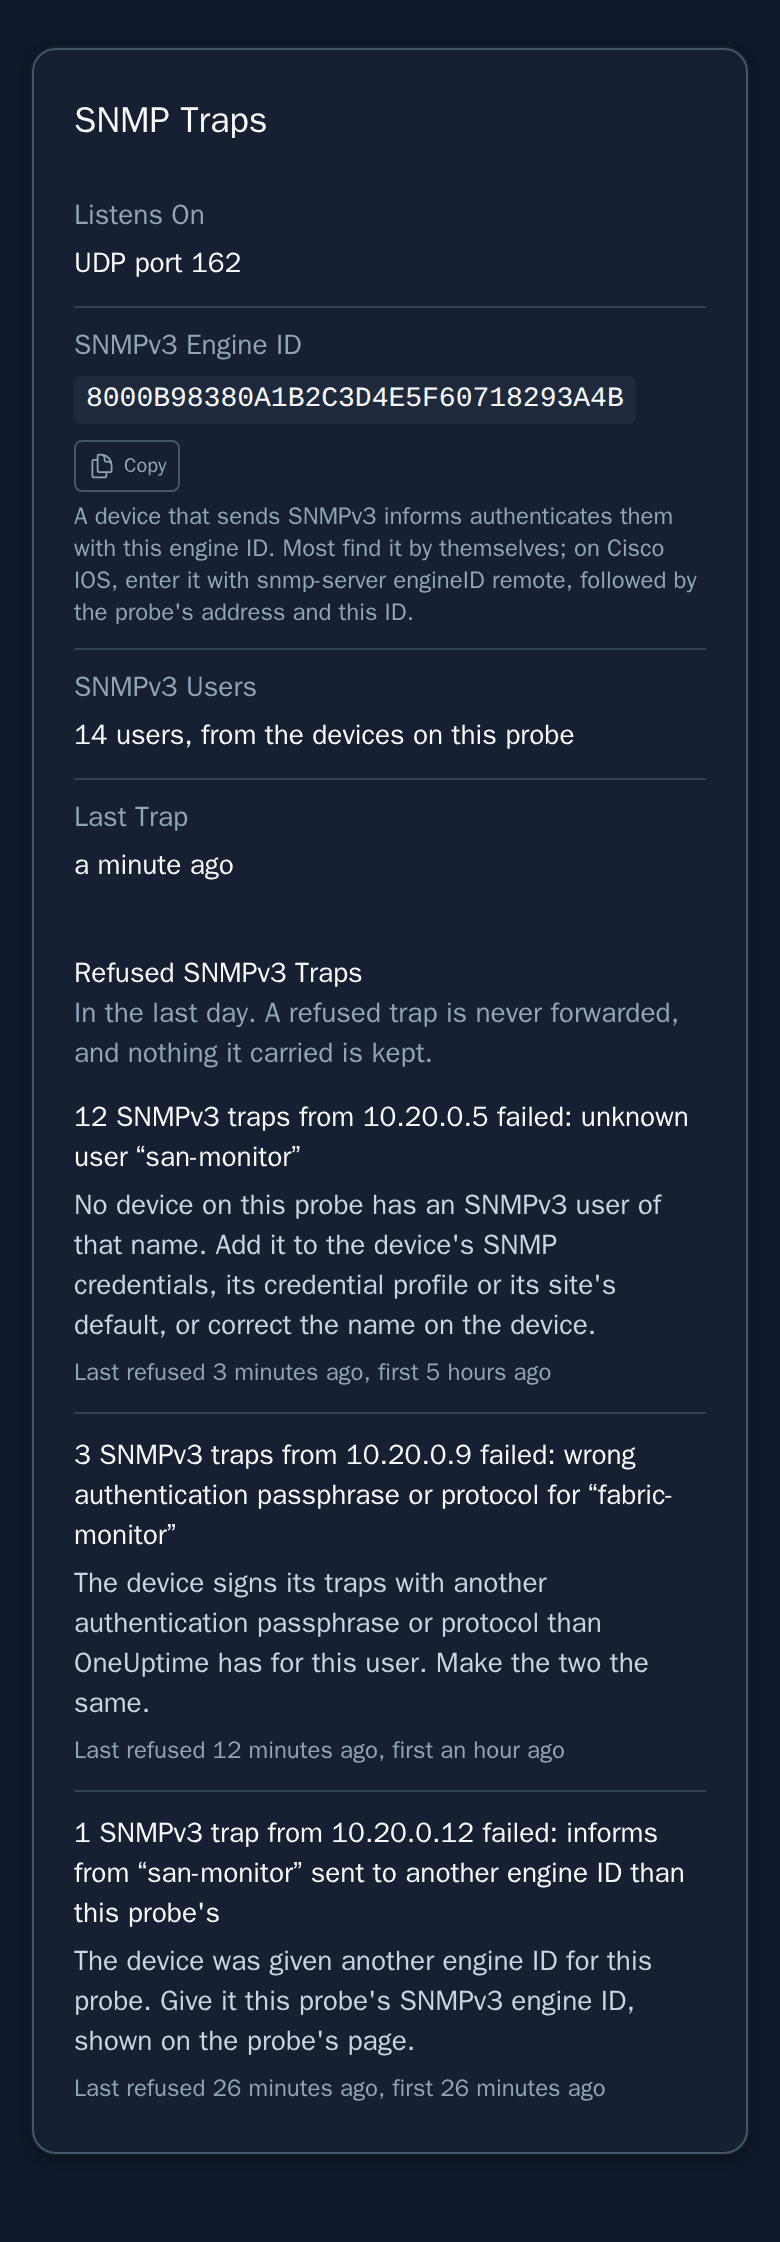 SNMP Traps
Listens On
UDP port 162
SNMPv3 Engine ID
8000B98380A1B2C3D4E5F60718293A4B
Copy
A device that sends SNMPv3 informs authenticates them
with this engine ID. Most find it by themselves; on Cisco
IOS, enter it with snmp-server engineID remote, followed by
the probe's address and this ID.
SNMPv3 Users
14 users, from the devices on this probe
Last Trap
a minute ago
Refused SNMPv3 Traps
In the last day. A refused trap is never forwarded,
and nothing it carried is kept.
12 SNMPv3 traps from 10.20.0.5 failed: unknown
user “san-monitor”
No device on this probe has an SNMPv3 user of
that name. Add it to the device's SNMP
credentials, its credential profile or its site's
default, or correct the name on the device.
Last refused 3 minutes ago, first 5 hours ago
3 SNMPv3 traps from 10.20.0.9 failed: wrong
authentication passphrase or protocol for “fabric-
monitor”
The device signs its traps with another
authentication passphrase or protocol than
OneUptime has for this user. Make the two the
same.
Last refused 12 minutes ago, first an hour ago
1 SNMPv3 trap from 10.20.0.12 failed: informs
from “san-monitor” sent to another engine ID than
this probe's
The device was given another engine ID for this
probe. Give it this probe's SNMPv3 engine ID,
shown on the probe's page.
Last refused 26 minutes ago, first 26 minutes ago